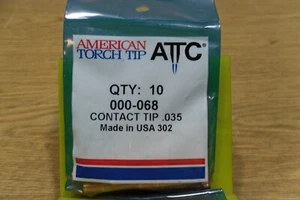 AMERICAN
TORCH TIP
ATTC
QTY: 10
000-068
CONTACT TIP .035
Made in USA 302